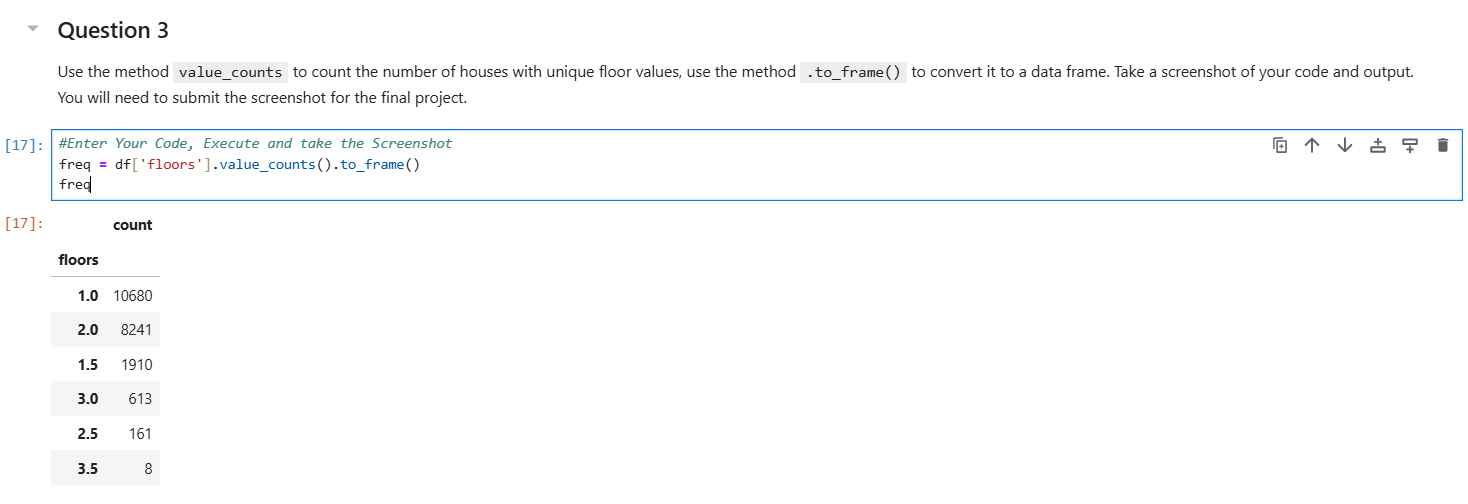 Question 3
Use the method value_counts to count the number of houses with unique floor values, use the method .to_frame() to convert it to a data frame. Take a screenshot of your code and output.
You will need to submit the screenshot for the final project.
[17]: #Enter Your Code, Execute and take the Screenshot
freq = df['floors'].value_counts().to_frame()
freq
[17]: count
floors
1.0 10680
2.0 8241
1.5 1910
3.0 613
2.5 161
3.5 8